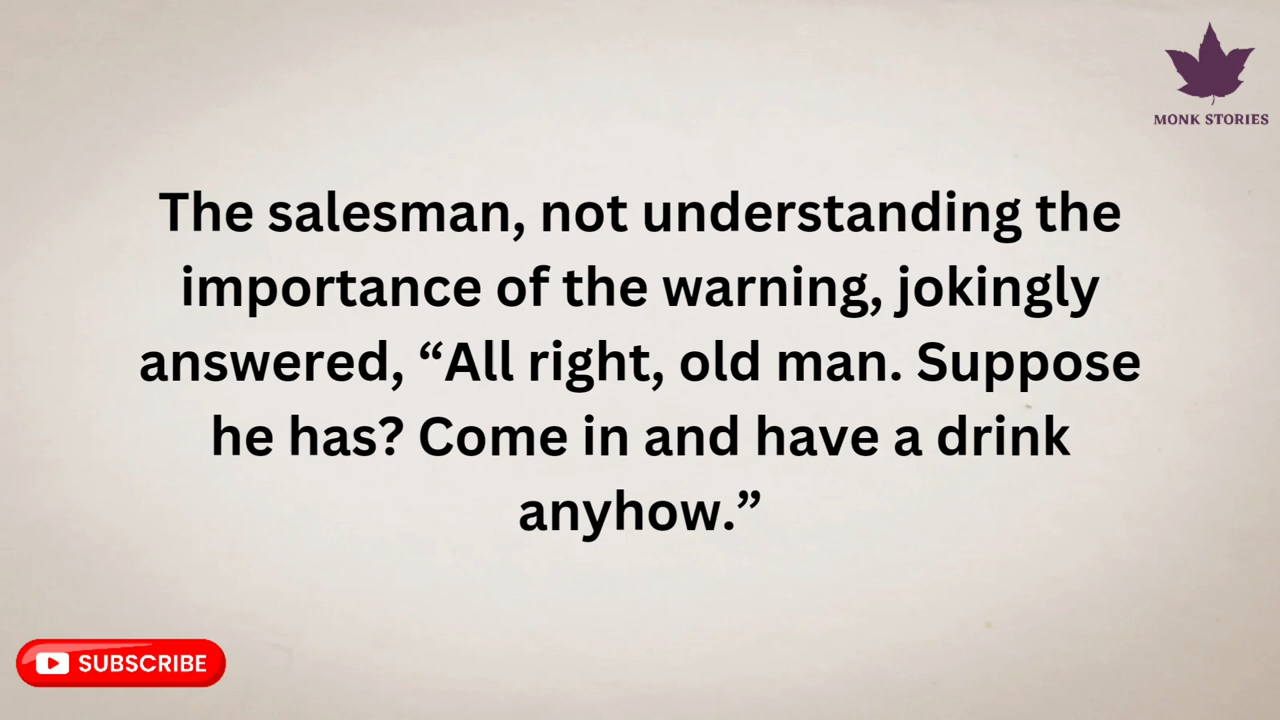 MONK STORIES
The salesman, not understanding the
importance of the warning, jokingly
answered, “All right, old man. Suppose
he has? Come in and have a drink
anyhow.”
SUBSCRIBE